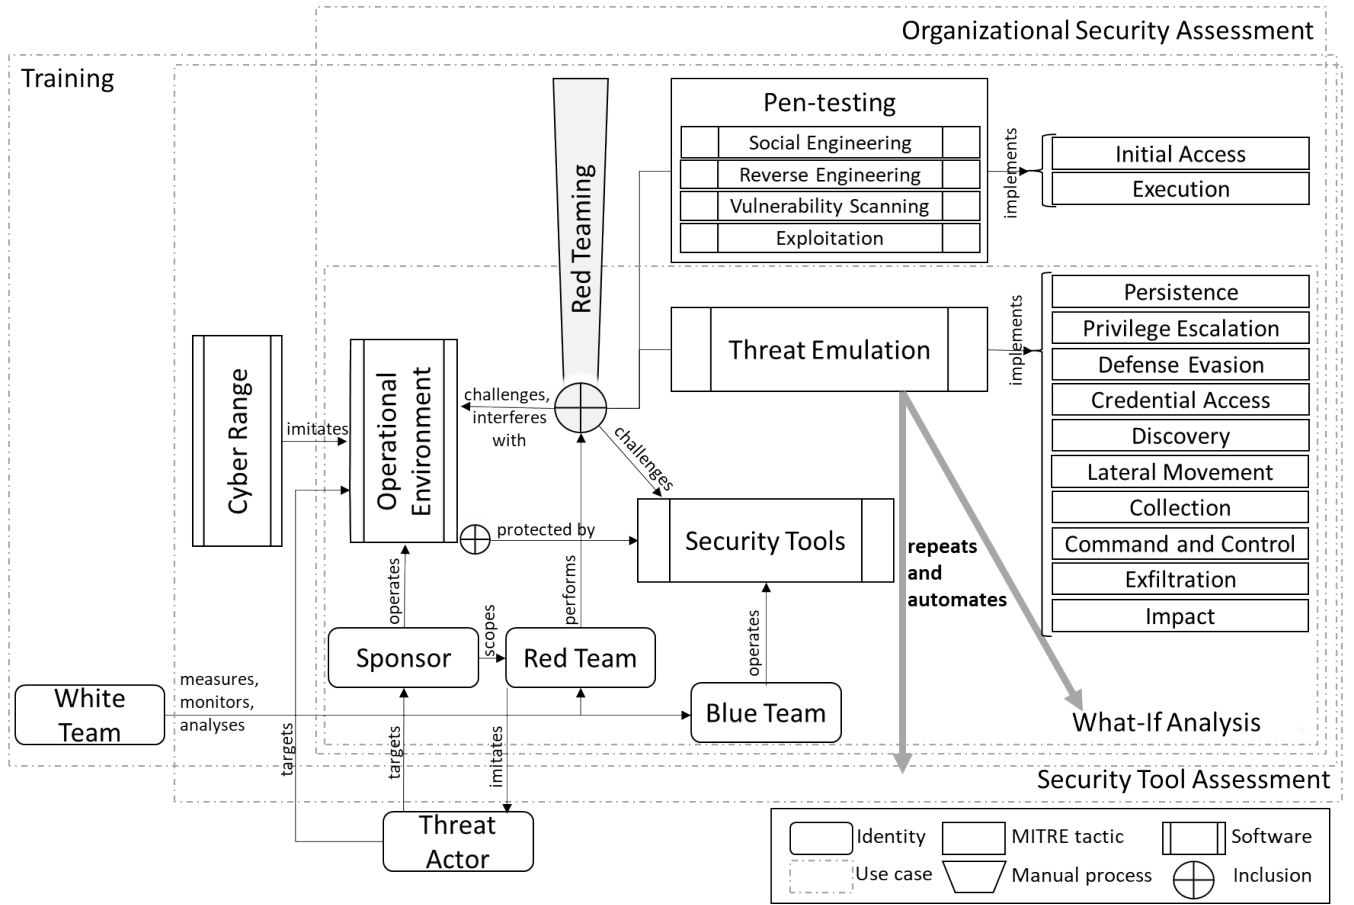 Organizational Security Assessment
Training
Pen-testing
Social Engineering
Reverse Engineering
Vulnerability Scanning
Exploitation
implements
Initial Access
Execution
Red Teaming
Threat Emulation
implements
Persistence
Privilege Escalation
Defense Evasion
Credential Access
Discovery
Lateral Movement
Collection
Command and Control
Exfiltration
Impact
Cyber Range
imitates
Operational
Environment
challenges,
interferes
with
challenges
protected by
Security Tools
repeats
and
automates
operates
scopes
performs
operates
Sponsor
Red Team
Blue Team
White
Team
measures,
monitors,
analyses
targets
targets
imitates
What-If Analysis
Security Tool Assessment
Threat
Actor
Identity
MITRE tactic
Software
Use case
Manual process
Inclusion